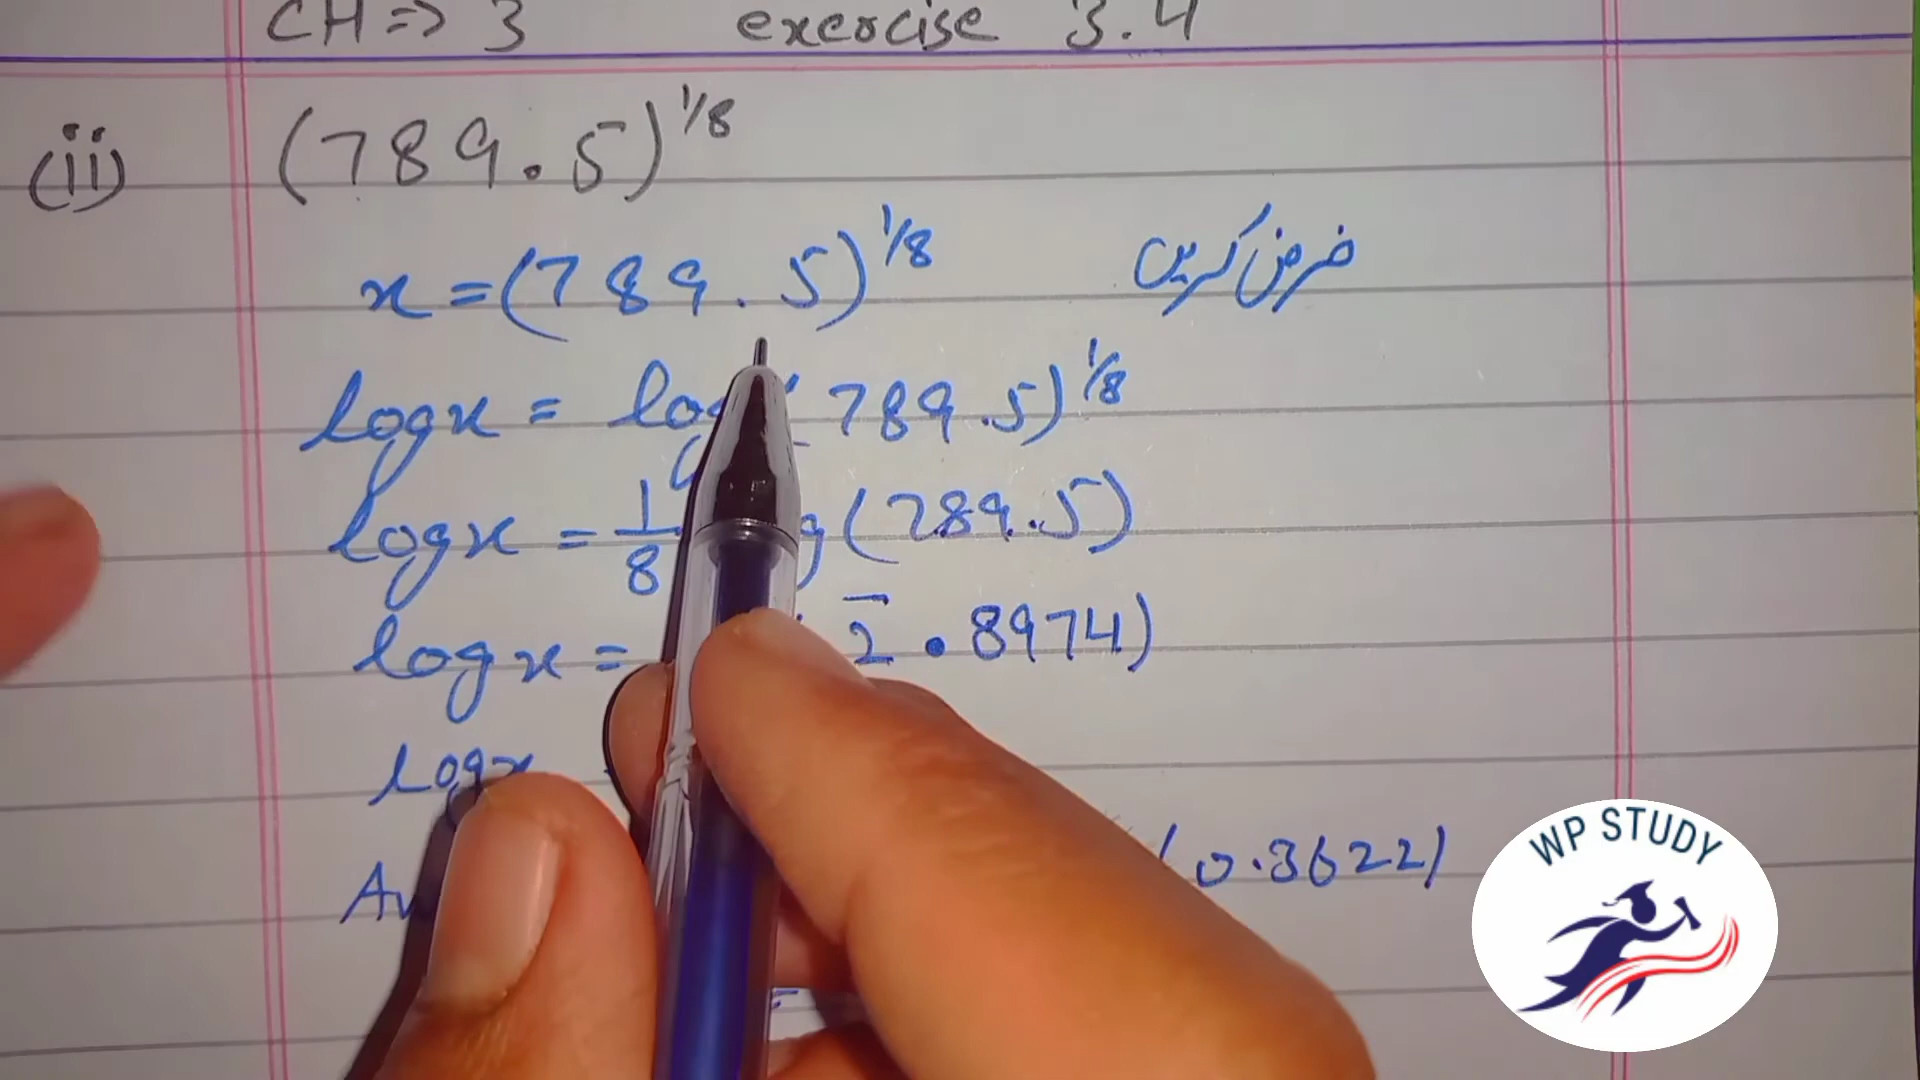 CH => 3 exercise 3.4
(ii) (789.5)^1/8
x = (789.5)^1/8 فرض کریں
log x = log (789.5)^1/8
log x = 1/8 (789.5)
log x = 2̅.8974)
log x
(0.3622)
WP STUDY